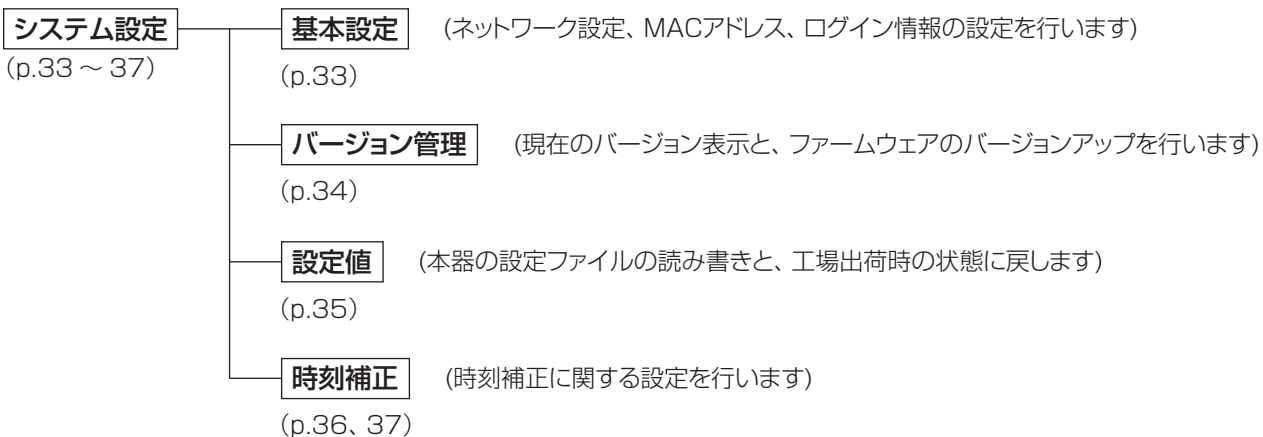 システム設定 基本設定 (ネットワーク設定、MACアドレス、ログイン情報の設定を行います)
(p.33 ～ 37) (p.33)
バージョン管理 (現在のバージョン表示と、ファームウェアのバージョンアップを行います)
(p.34)
設定値 (本器の設定ファイルの読み書きと、工場出荷時の状態に戻します)
(p.35)
時刻補正 (時刻補正に関する設定を行います)
(p.36、37)